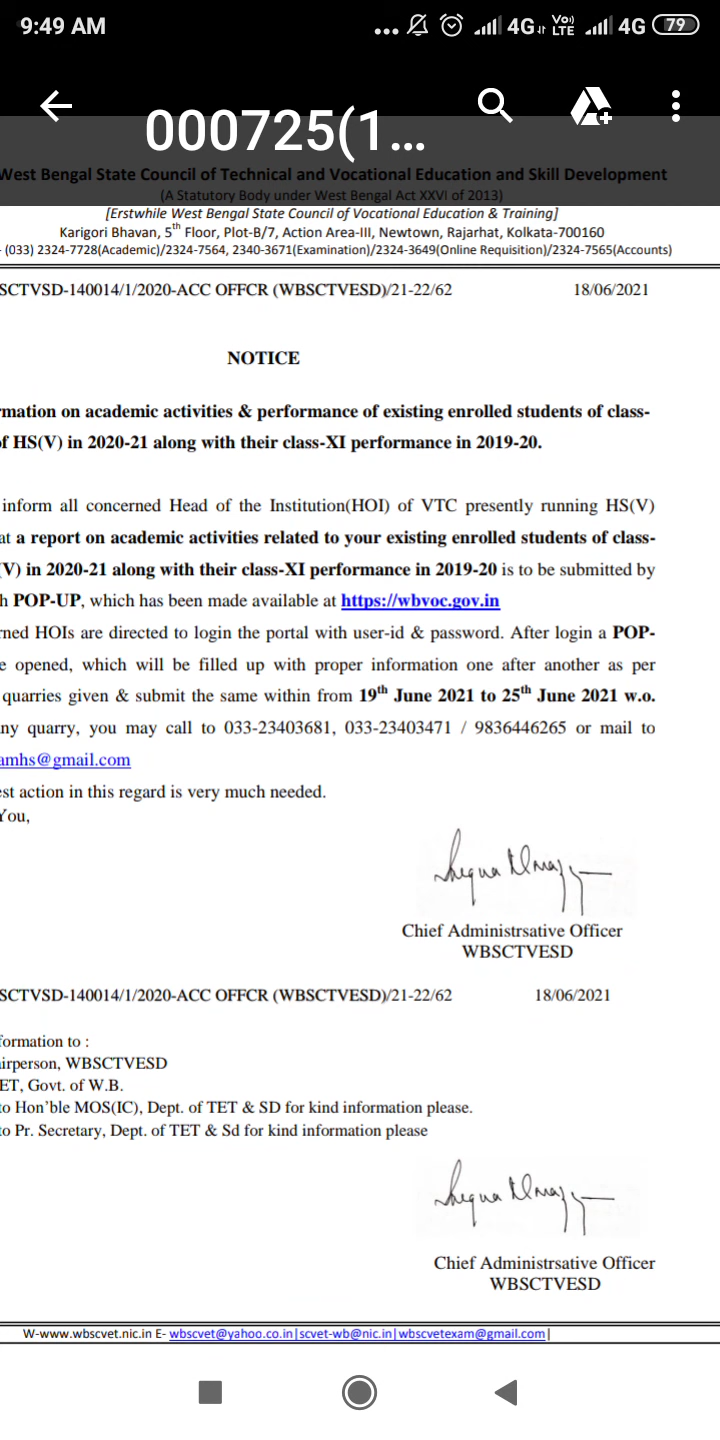 9:49 AM
... 4G Vo)) LTE 4G 79
000725(1...
West Bengal State Council of Technical and Vocational Education and Skill Development
(A Statutory Body under West Bengal Act XXVI of 2013)
[Erstwhile West Bengal State Council of Vocational Education & Training]
Karigori Bhavan, 5th Floor, Plot-B/7, Action Area-III, Newtown, Rajarhat, Kolkata-700160
- (033) 2324-7728(Academic)/2324-7564, 2340-3671(Examination)/2324-3649(Online Requisition)/2324-7565(Accounts)
SCTVSD-140014/1/2020-ACC OFFCR (WBSCTVESD)/21-22/62 18/06/2021
NOTICE
rmation on academic activities & performance of existing enrolled students of class-
of HS(V) in 2020-21 along with their class-XI performance in 2019-20.
inform all concerned Head of the Institution(HOI) of VTC presently running HS(V)
at a report on academic activities related to your existing enrolled students of class-
(V) in 2020-21 along with their class-XI performance in 2019-20 is to be submitted by
h POP-UP, which has been made available at https://wbvoc.gov.in
rned HOIs are directed to login the portal with user-id & password. After login a POP-
e opened, which will be filled up with proper information one after another as per
quarries given & submit the same within from 19th June 2021 to 25th June 2021 w.o.
ny quarry, you may call to 033-23403681, 033-23403471 / 9836446265 or mail to
amhs@gmail.com
est action in this regard is very much needed.
You,
Chief Administrsative Officer
WBSCTVESD
SCTVSD-140014/1/2020-ACC OFFCR (WBSCTVESD)/21-22/62 18/06/2021
formation to :
airperson, WBSCTVESD
ET, Govt. of W.B.
to Hon'ble MOS(IC), Dept. of TET & SD for kind information please.
to Pr. Secretary, Dept. of TET & Sd for kind information please
Chief Administrsative Officer
WBSCTVESD
W-www.wbscvet.nic.in E- wbscvet@yahoo.co.in|scvet-wb@nic.in|wbscvetexam@gmail.com|